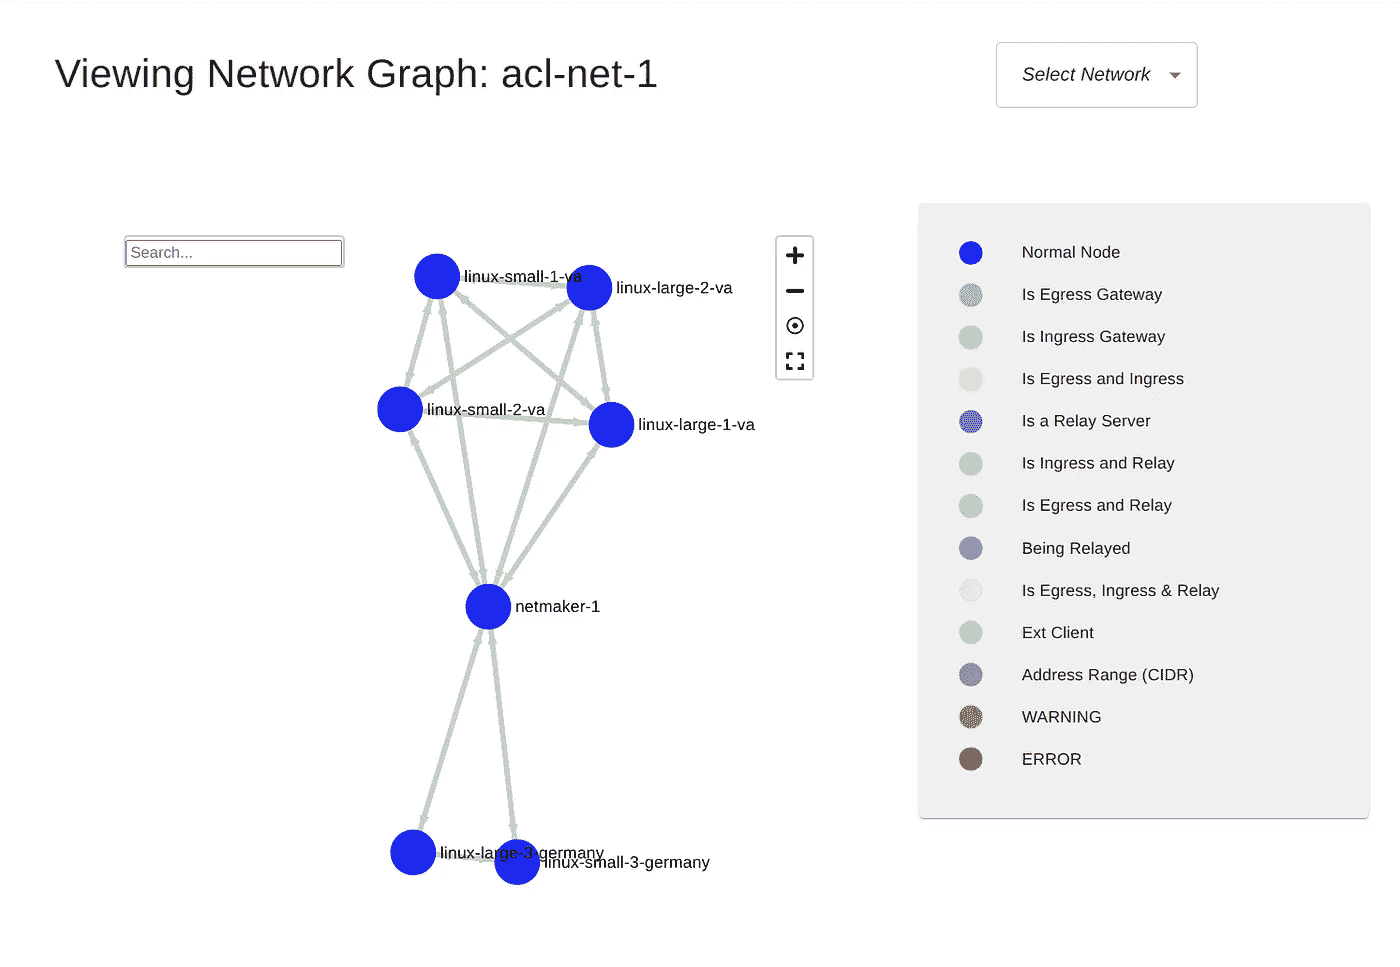 Viewing Network Graph: acl-net-1
Select Network
Search...
linux-small-1-va
linux-large-2-va
linux-small-2-va
linux-large-1-va
netmaker-1
linux-large-3-germany
linux-small-3-germany
Normal Node
Is Egress Gateway
Is Ingress Gateway
Is Egress and Ingress
Is a Relay Server
Is Ingress and Relay
Is Egress and Relay
Being Relayed
Is Egress, Ingress & Relay
Ext Client
Address Range (CIDR)
WARNING
ERROR